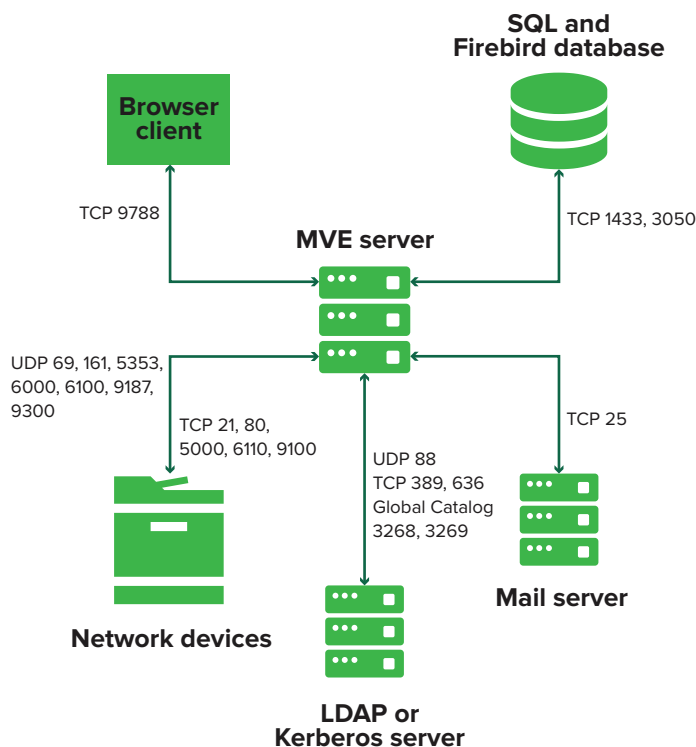 SQL and
Firebird database
Browser
client
TCP 9788
TCP 1433, 3050
MVE server
UDP 69, 161, 5353,
6000, 6100, 9187,
9300
TCP 21, 80,
5000, 6110, 9100
UDP 88
TCP 389, 636
Global Catalog
3268, 3269
TCP 25
Network devices
Mail server
LDAP or
Kerberos server